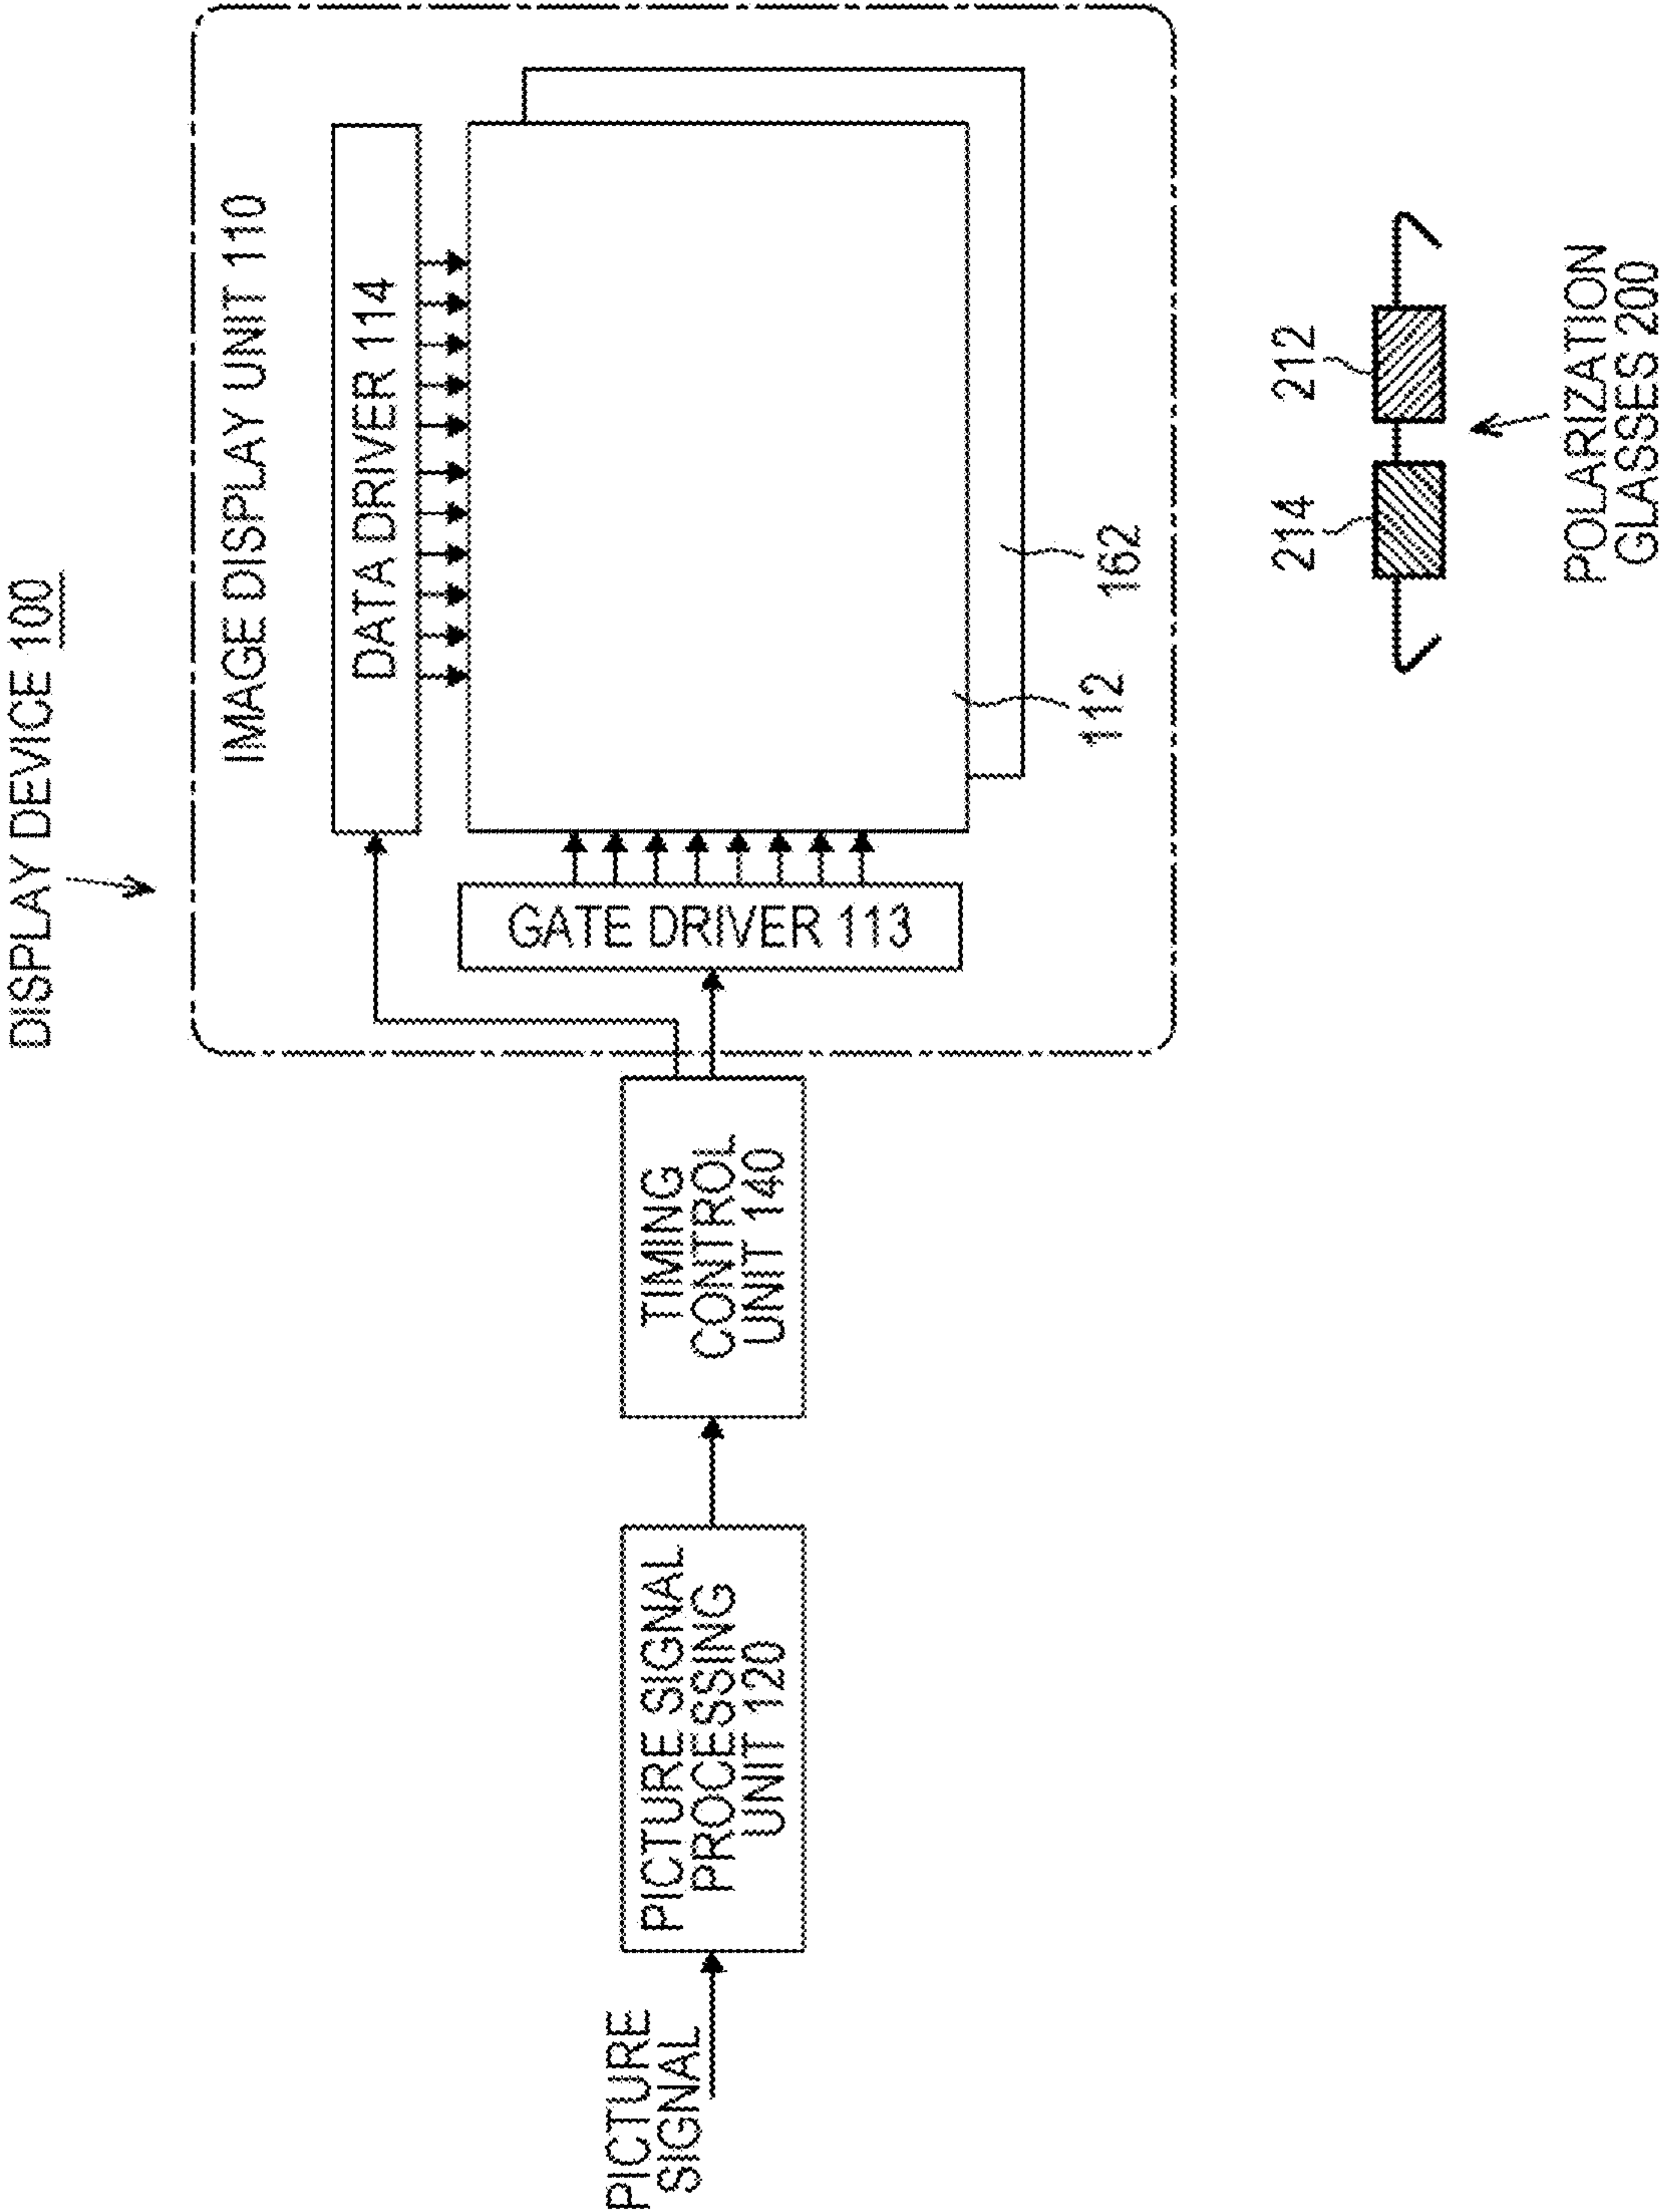 DISPLAY DEVICE 100
IMAGE DISPLAY UNIT 110
DATA DRIVER 114
GATE DRIVER 113
PICTURE
SIGNAL
PICTURE SIGNAL
PROCESSING
UNIT 120
TIMING
CONTROL
UNIT 140
112
162
214
212
POLARIZATION
GLASSES 200